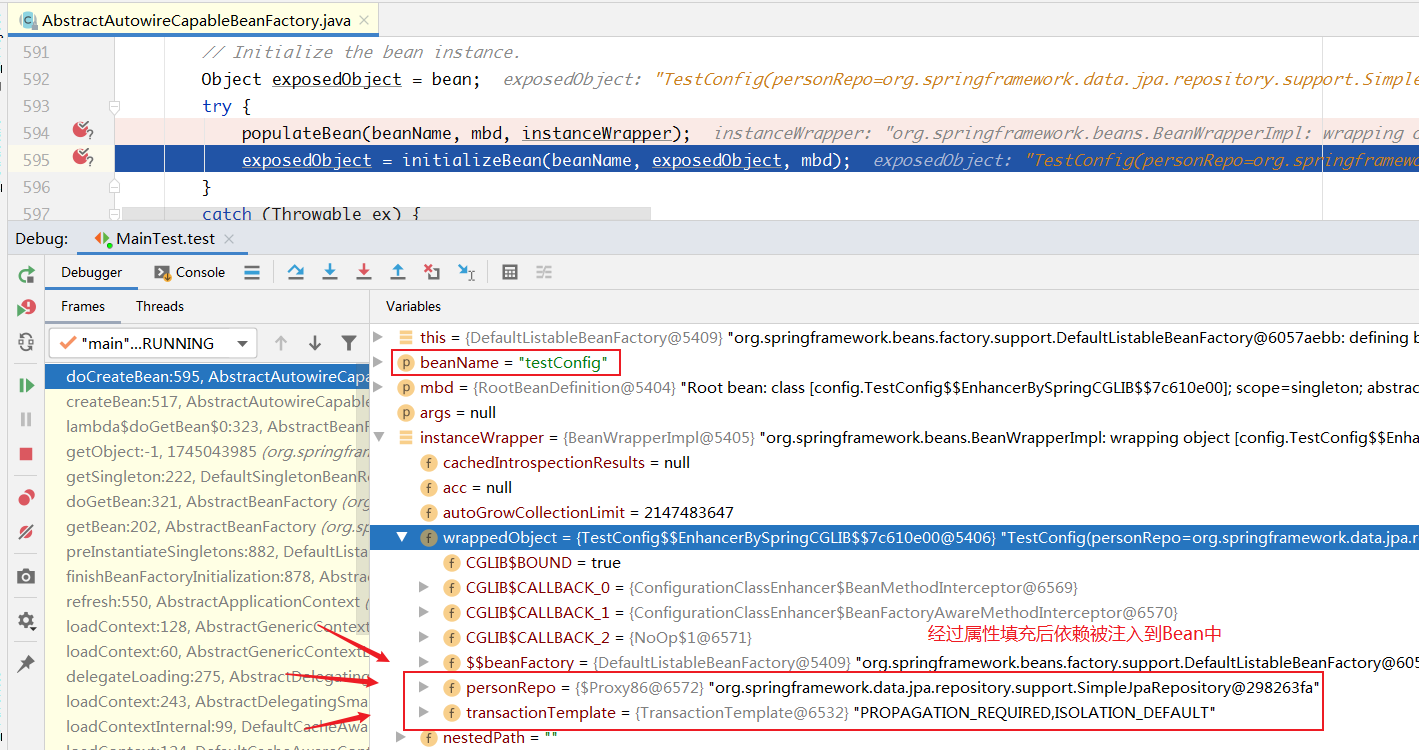 AbstractAutowireCapableBeanFactory.java
591 // Initialize the bean instance.
592 Object exposedObject = bean; exposedObject: "TestConfig(personRepo=org.springframework.data.jpa.repository.support.Simple
593 try {
594 populateBean(beanName, mbd, instanceWrapper); instanceWrapper: "org.springframework.beans.BeanWrapperImpl: wrapping o
595 exposedObject = initializeBean(beanName, exposedObject, mbd); exposedObject: "TestConfig(personRepo=org.springframewo
596 }
597 catch (Throwable ex) {
Debug: MainTest.test
Debugger Console
Frames Threads
Variables
"main"...RUNNING
doCreateBean:595, AbstractAutowireCapa
createBean:517, AbstractAutowireCapable
lambda$doGetBean$0:323, AbstractBeanF
getObject:-1, 1745043985 (org.springfram
getSingleton:222, DefaultSingletonBeanRe
doGetBean:321, AbstractBeanFactory (org
getBean:202, AbstractBeanFactory (org.sp
preInstantiateSingletons:882, DefaultLista
finishBeanFactoryInitialization:878, Abstrac
refresh:550, AbstractApplicationContext (
loadContext:128, AbstractGenericContext
loadContext:60, AbstractGenericContextL
delegateLoading:275, AbstractDelegating
loadContext:243, AbstractDelegatingSma
loadContextInternal:99, DefaultCacheAwa
loadContext:124, DefaultCacheAwareCont
this = {DefaultListableBeanFactory@5409} "org.springframework.beans.factory.support.DefaultListableBeanFactory@6057aebb: defining b
beanName = "testConfig"
mbd = {RootBeanDefinition@5404} "Root bean: class [config.TestConfig$$EnhancerBySpringCGLIB$$7c610e00]; scope=singleton; abstrac
args = null
instanceWrapper = {BeanWrapperImpl@5405} "org.springframework.beans.BeanWrapperImpl: wrapping object [config.TestConfig$$Enha
cachedIntrospectionResults = null
acc = null
autoGrowCollectionLimit = 2147483647
wrappedObject = {TestConfig$$EnhancerBySpringCGLIB$$7c610e00@5406} "TestConfig(personRepo=org.springframework.data.jpa.r
CGLIB$BOUND = true
CGLIB$CALLBACK_0 = {ConfigurationClassEnhancer$BeanMethodInterceptor@6569}
CGLIB$CALLBACK_1 = {ConfigurationClassEnhancer$BeanFactoryAwareMethodInterceptor@6570}
CGLIB$CALLBACK_2 = {NoOp$1@6571}
经过属性填充后依赖被注入到Bean中
$$beanFactory = {DefaultListableBeanFactory@5409} "org.springframework.beans.factory.support.DefaultListableBeanFactory@605
personRepo = {$Proxy86@6572} "org.springframework.data.jpa.repository.support.SimpleJpaRepository@298263fa"
transactionTemplate = {TransactionTemplate@6532} "PROPAGATION_REQUIRED,ISOLATION_DEFAULT"
nestedPath = ""